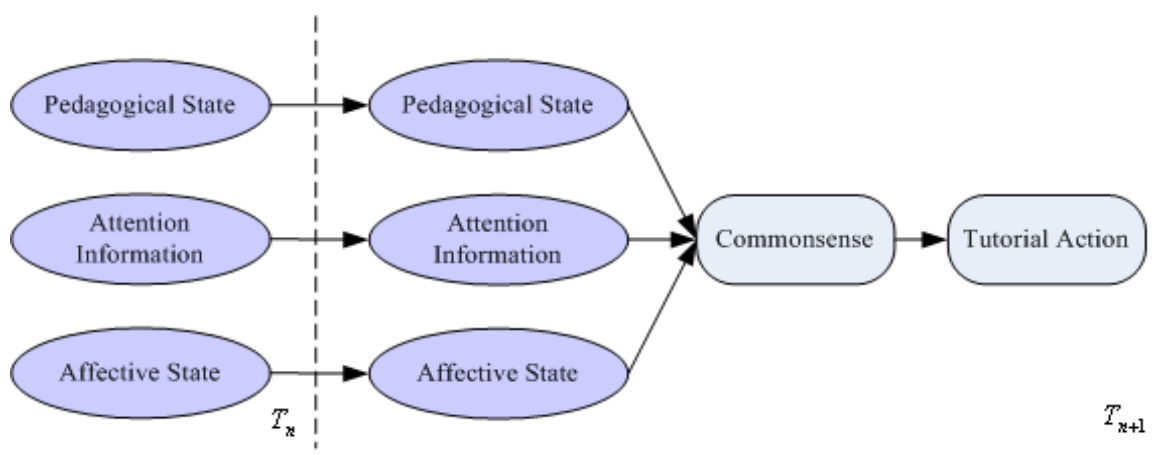 Pedagogical State
Pedagogical State
Attention
Information
Attention
Information
Commonsense
Tutorial Action
Affective State
Affective State
Tn
Tn+1